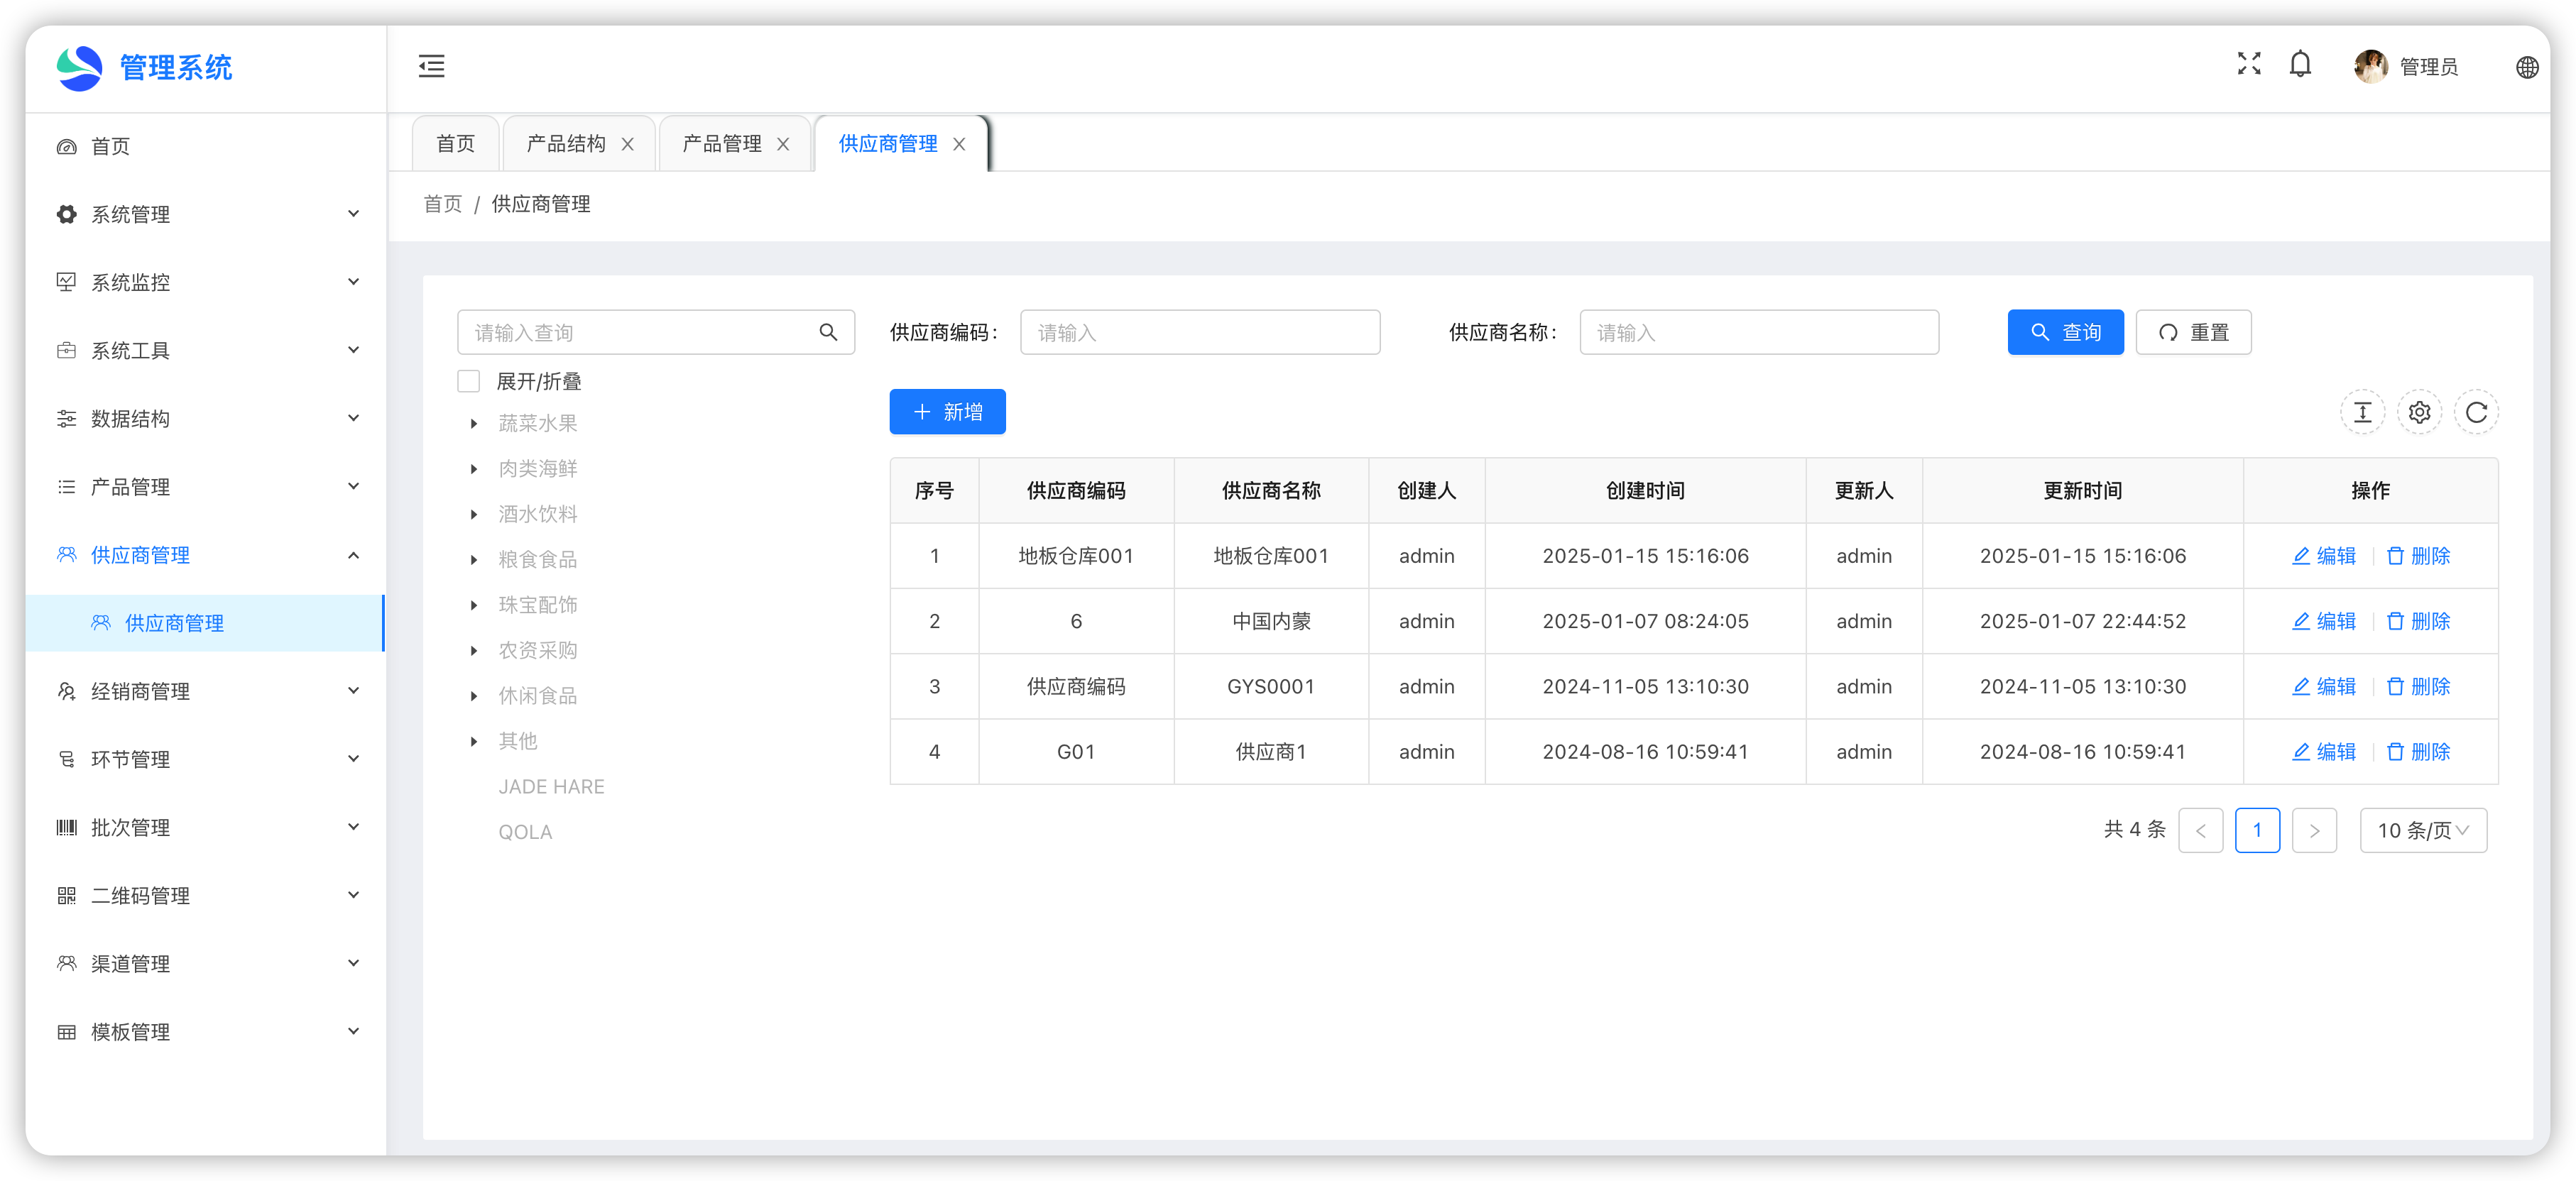 管理系统
管理员
首页
系统管理
系统监控
系统工具
数据结构
产品管理
供应商管理
供应商管理
经销商管理
环节管理
批次管理
二维码管理
渠道管理
模板管理
首页 产品结构 产品管理 供应商管理
首页 / 供应商管理
请输入查询
展开/折叠
蔬菜水果
肉类海鲜
酒水饮料
粮食食品
珠宝配饰
农资采购
休闲食品
其他
JADE HARE
QOLA
供应商编码: 请输入 供应商名称: 请输入 查询 重置
新增
序号 供应商编码 供应商名称 创建人 创建时间 更新人 更新时间 操作
1 地板仓库001 地板仓库001 admin 2025-01-15 15:16:06 admin 2025-01-15 15:16:06 编辑 删除
2 6 中国内蒙 admin 2025-01-07 08:24:05 admin 2025-01-07 22:44:52 编辑 删除
3 供应商编码 GYS0001 admin 2024-11-05 13:10:30 admin 2024-11-05 13:10:30 编辑 删除
4 G01 供应商1 admin 2024-08-16 10:59:41 admin 2024-08-16 10:59:41 编辑 删除
共 4 条 < 1 > 10 条/页